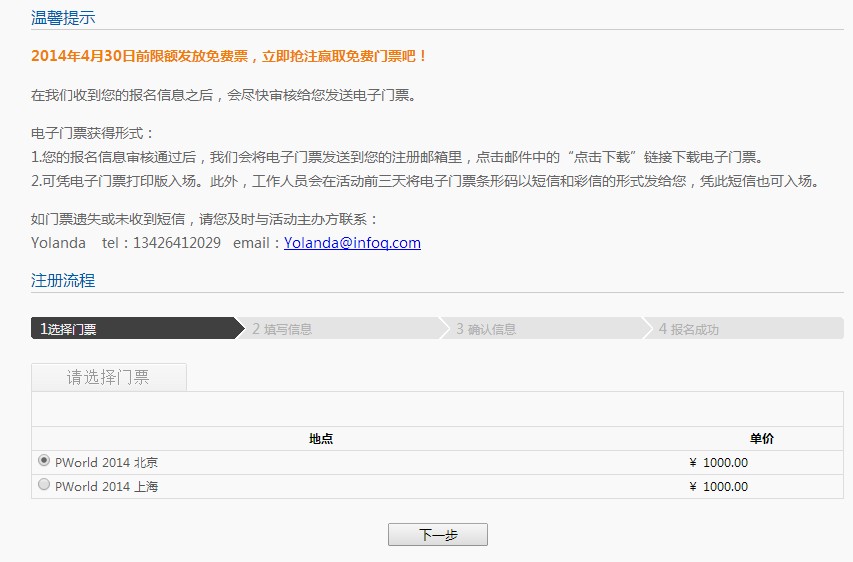 温馨提示
2014年4月30日前限额发放免费票，立即抢注赢取免费门票吧！
在我们收到您的报名信息之后，会尽快审核给您发送电子门票。
电子门票获得形式：
1.您的报名信息审核通过后，我们会将电子门票发送到您的注册邮箱里，点击邮件中的“点击下载”链接下载电子门票。
2.可凭电子门票打印版入场。此外，工作人员会在活动前三天将电子门票条形码以短信和彩信的形式发给您，凭此短信也可入场。
如门票遗失或未收到短信，请您及时与活动主办方联系：
Yolanda tel：13426412029 email：Yolanda@infoq.com
注册流程
1选择门票 2 填写信息 3 确认信息 4 报名成功
请选择门票
地点 单价
PWorld 2014 北京 ¥ 1000.00
PWorld 2014 上海 ¥ 1000.00
下一步